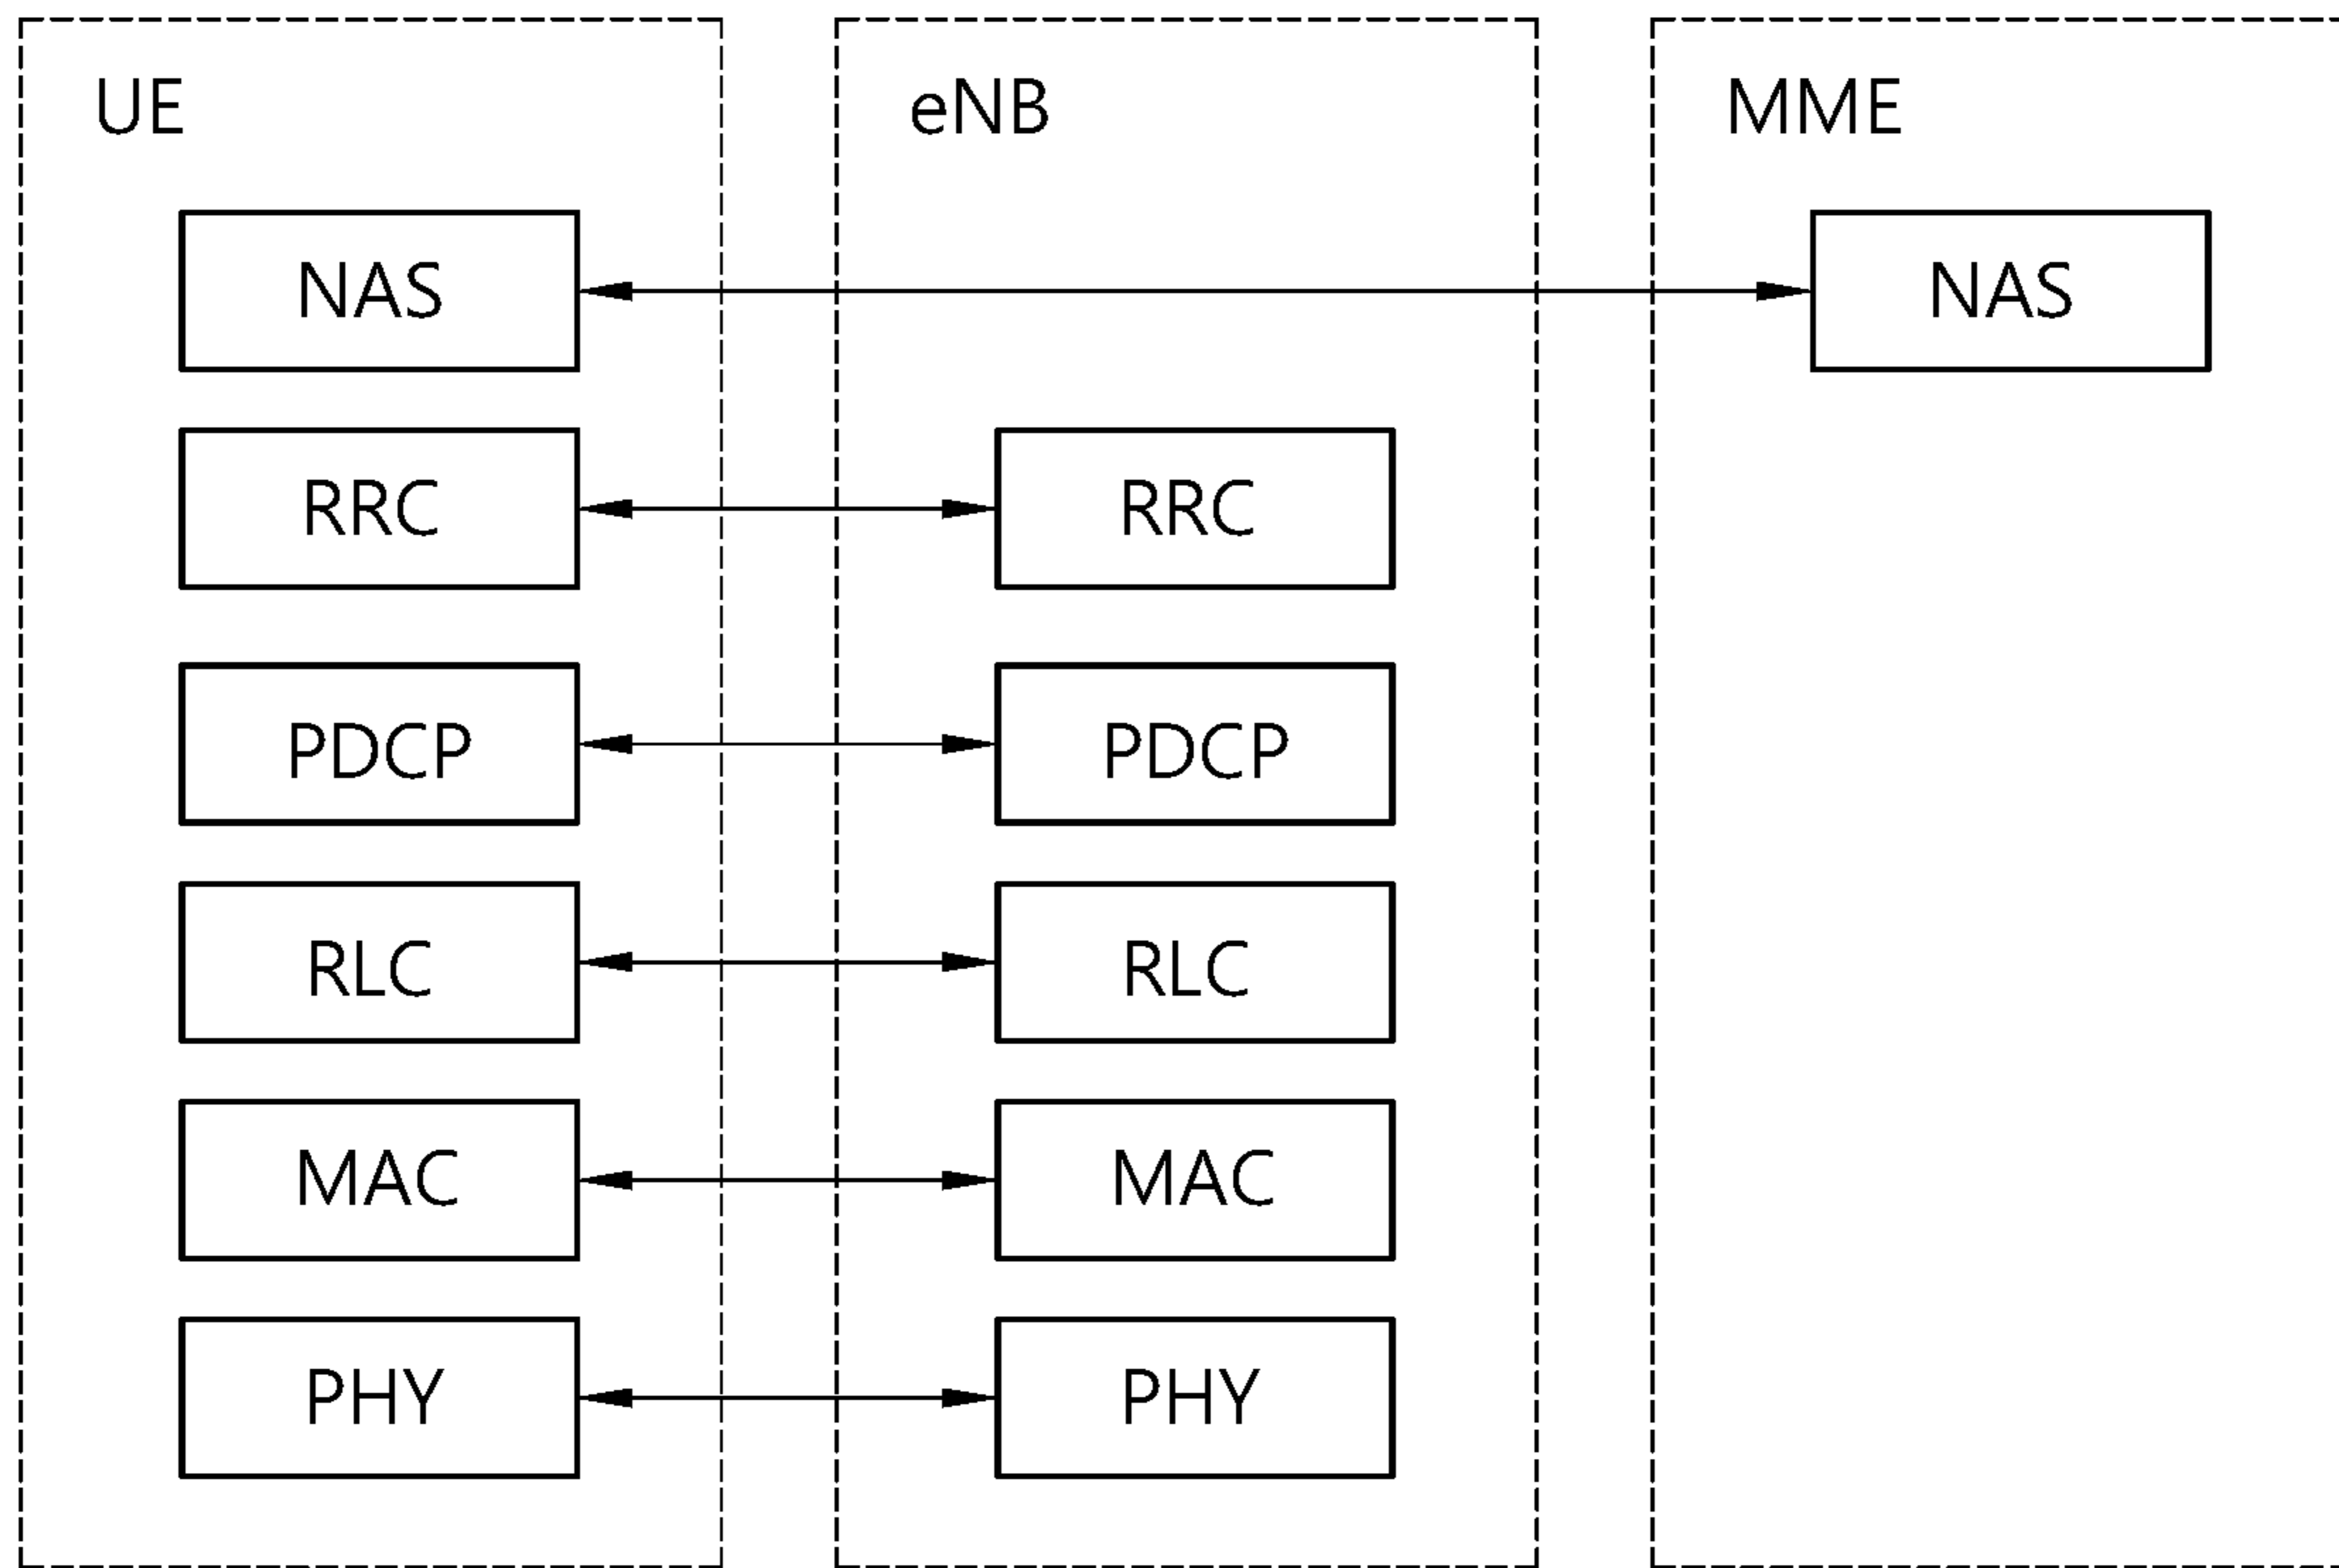 UE eNB MME
NAS NAS
RRC RRC
PDCP PDCP
RLC RLC
MAC MAC
PHY PHY